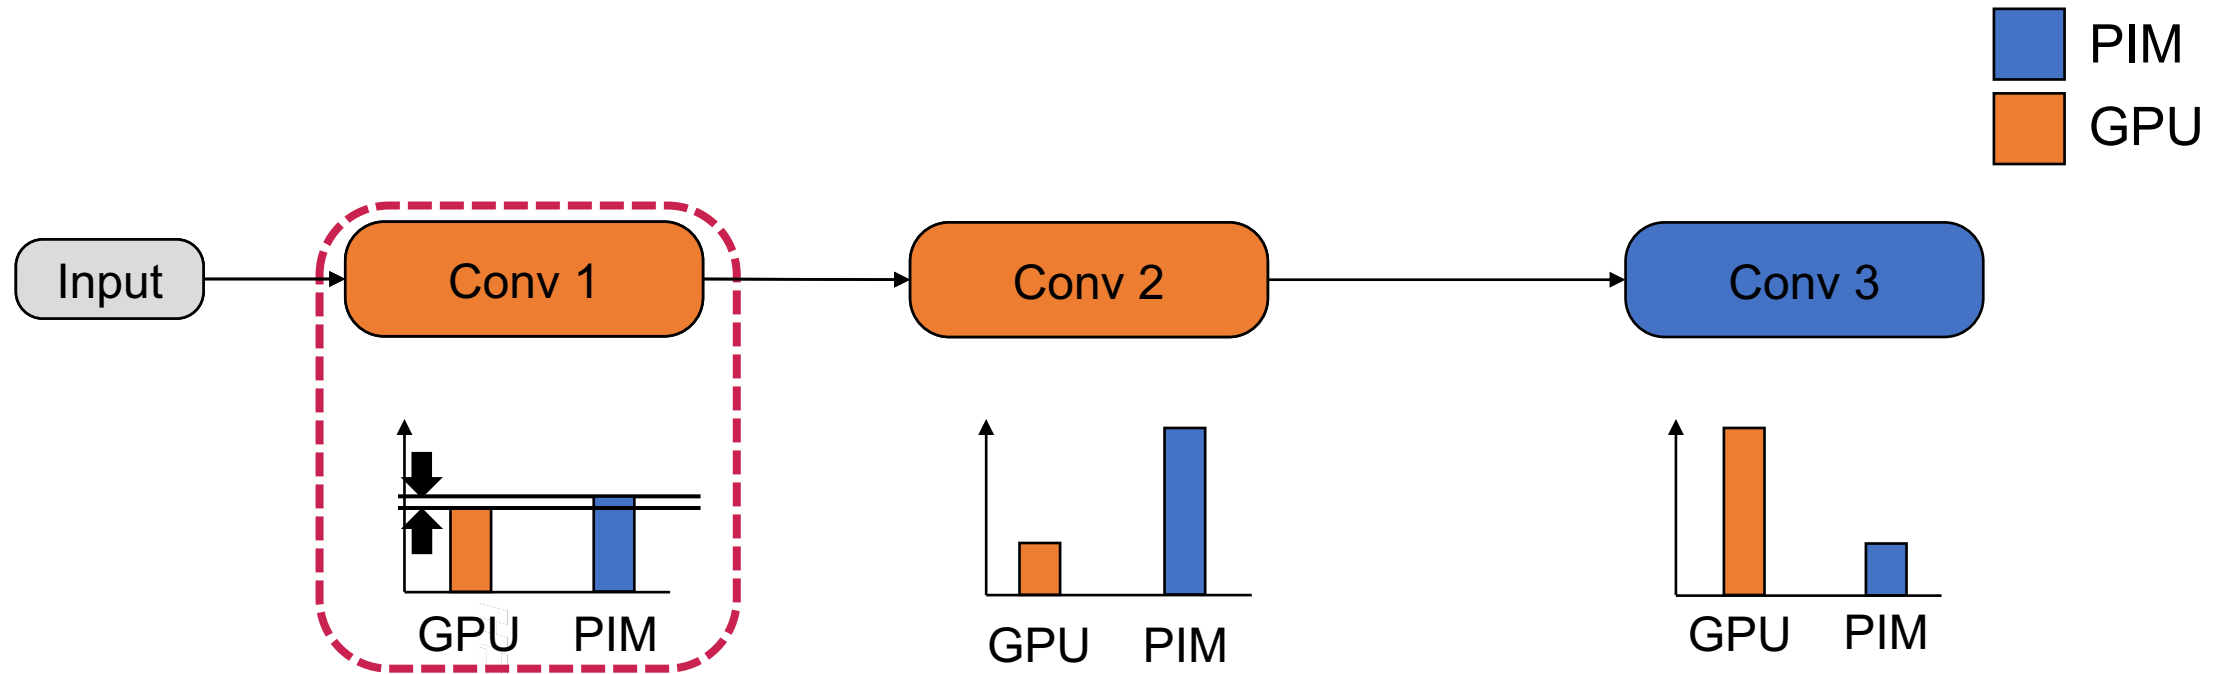 PIM
GPU
Input
Conv 1
Conv 2
Conv 3
GPU
PIM
GPU
PIM
GPU
PIM